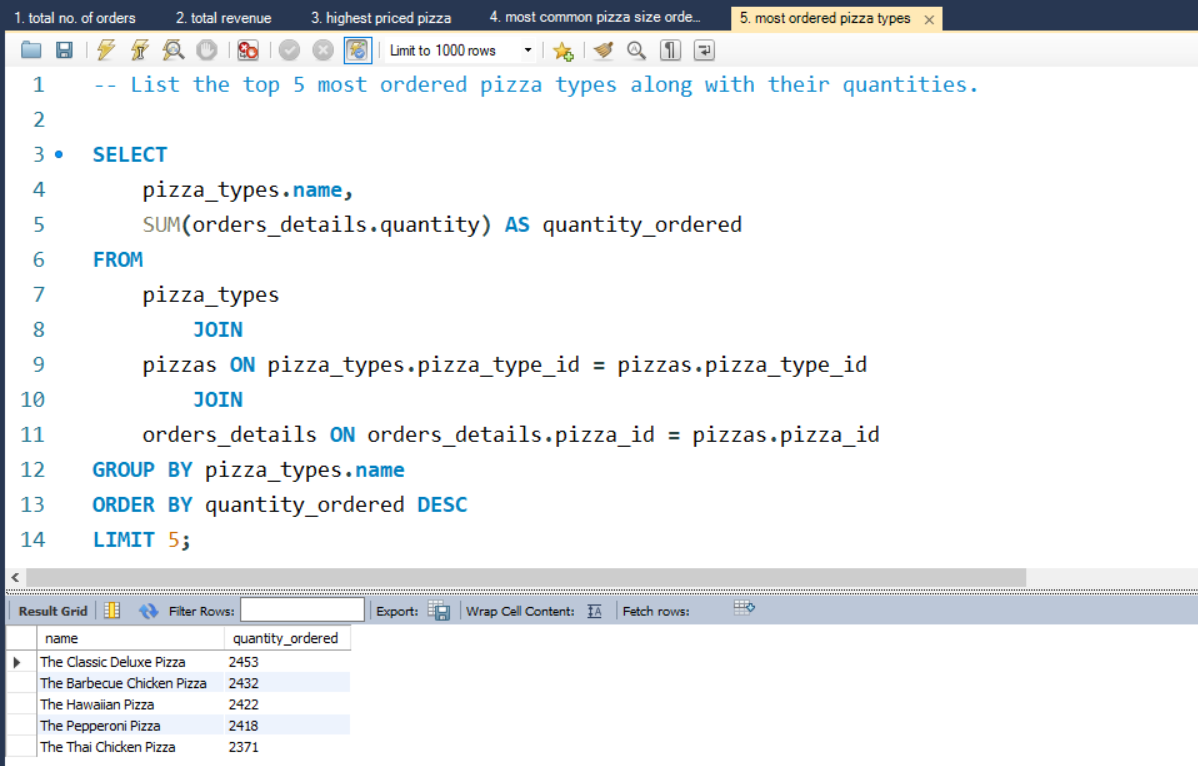 1. total no. of orders 2. total revenue 3. highest priced pizza 4. most common pizza size orde... 5. most ordered pizza types
Limit to 1000 rows
1 -- List the top 5 most ordered pizza types along with their quantities.
2
3 SELECT
4 pizza_types.name,
5 SUM(orders_details.quantity) AS quantity_ordered
6 FROM
7 pizza_types
8 JOIN
9 pizzas ON pizza_types.pizza_type_id = pizzas.pizza_type_id
10 JOIN
11 orders_details ON orders_details.pizza_id = pizzas.pizza_id
12 GROUP BY pizza_types.name
13 ORDER BY quantity_ordered DESC
14 LIMIT 5;
Result Grid Filter Rows: Export: Wrap Cell Content: IA Fetch rows:
name quantity_ordered
The Classic Deluxe Pizza 2453
The Barbecue Chicken Pizza 2432
The Hawaiian Pizza 2422
The Pepperoni Pizza 2418
The Thai Chicken Pizza 2371